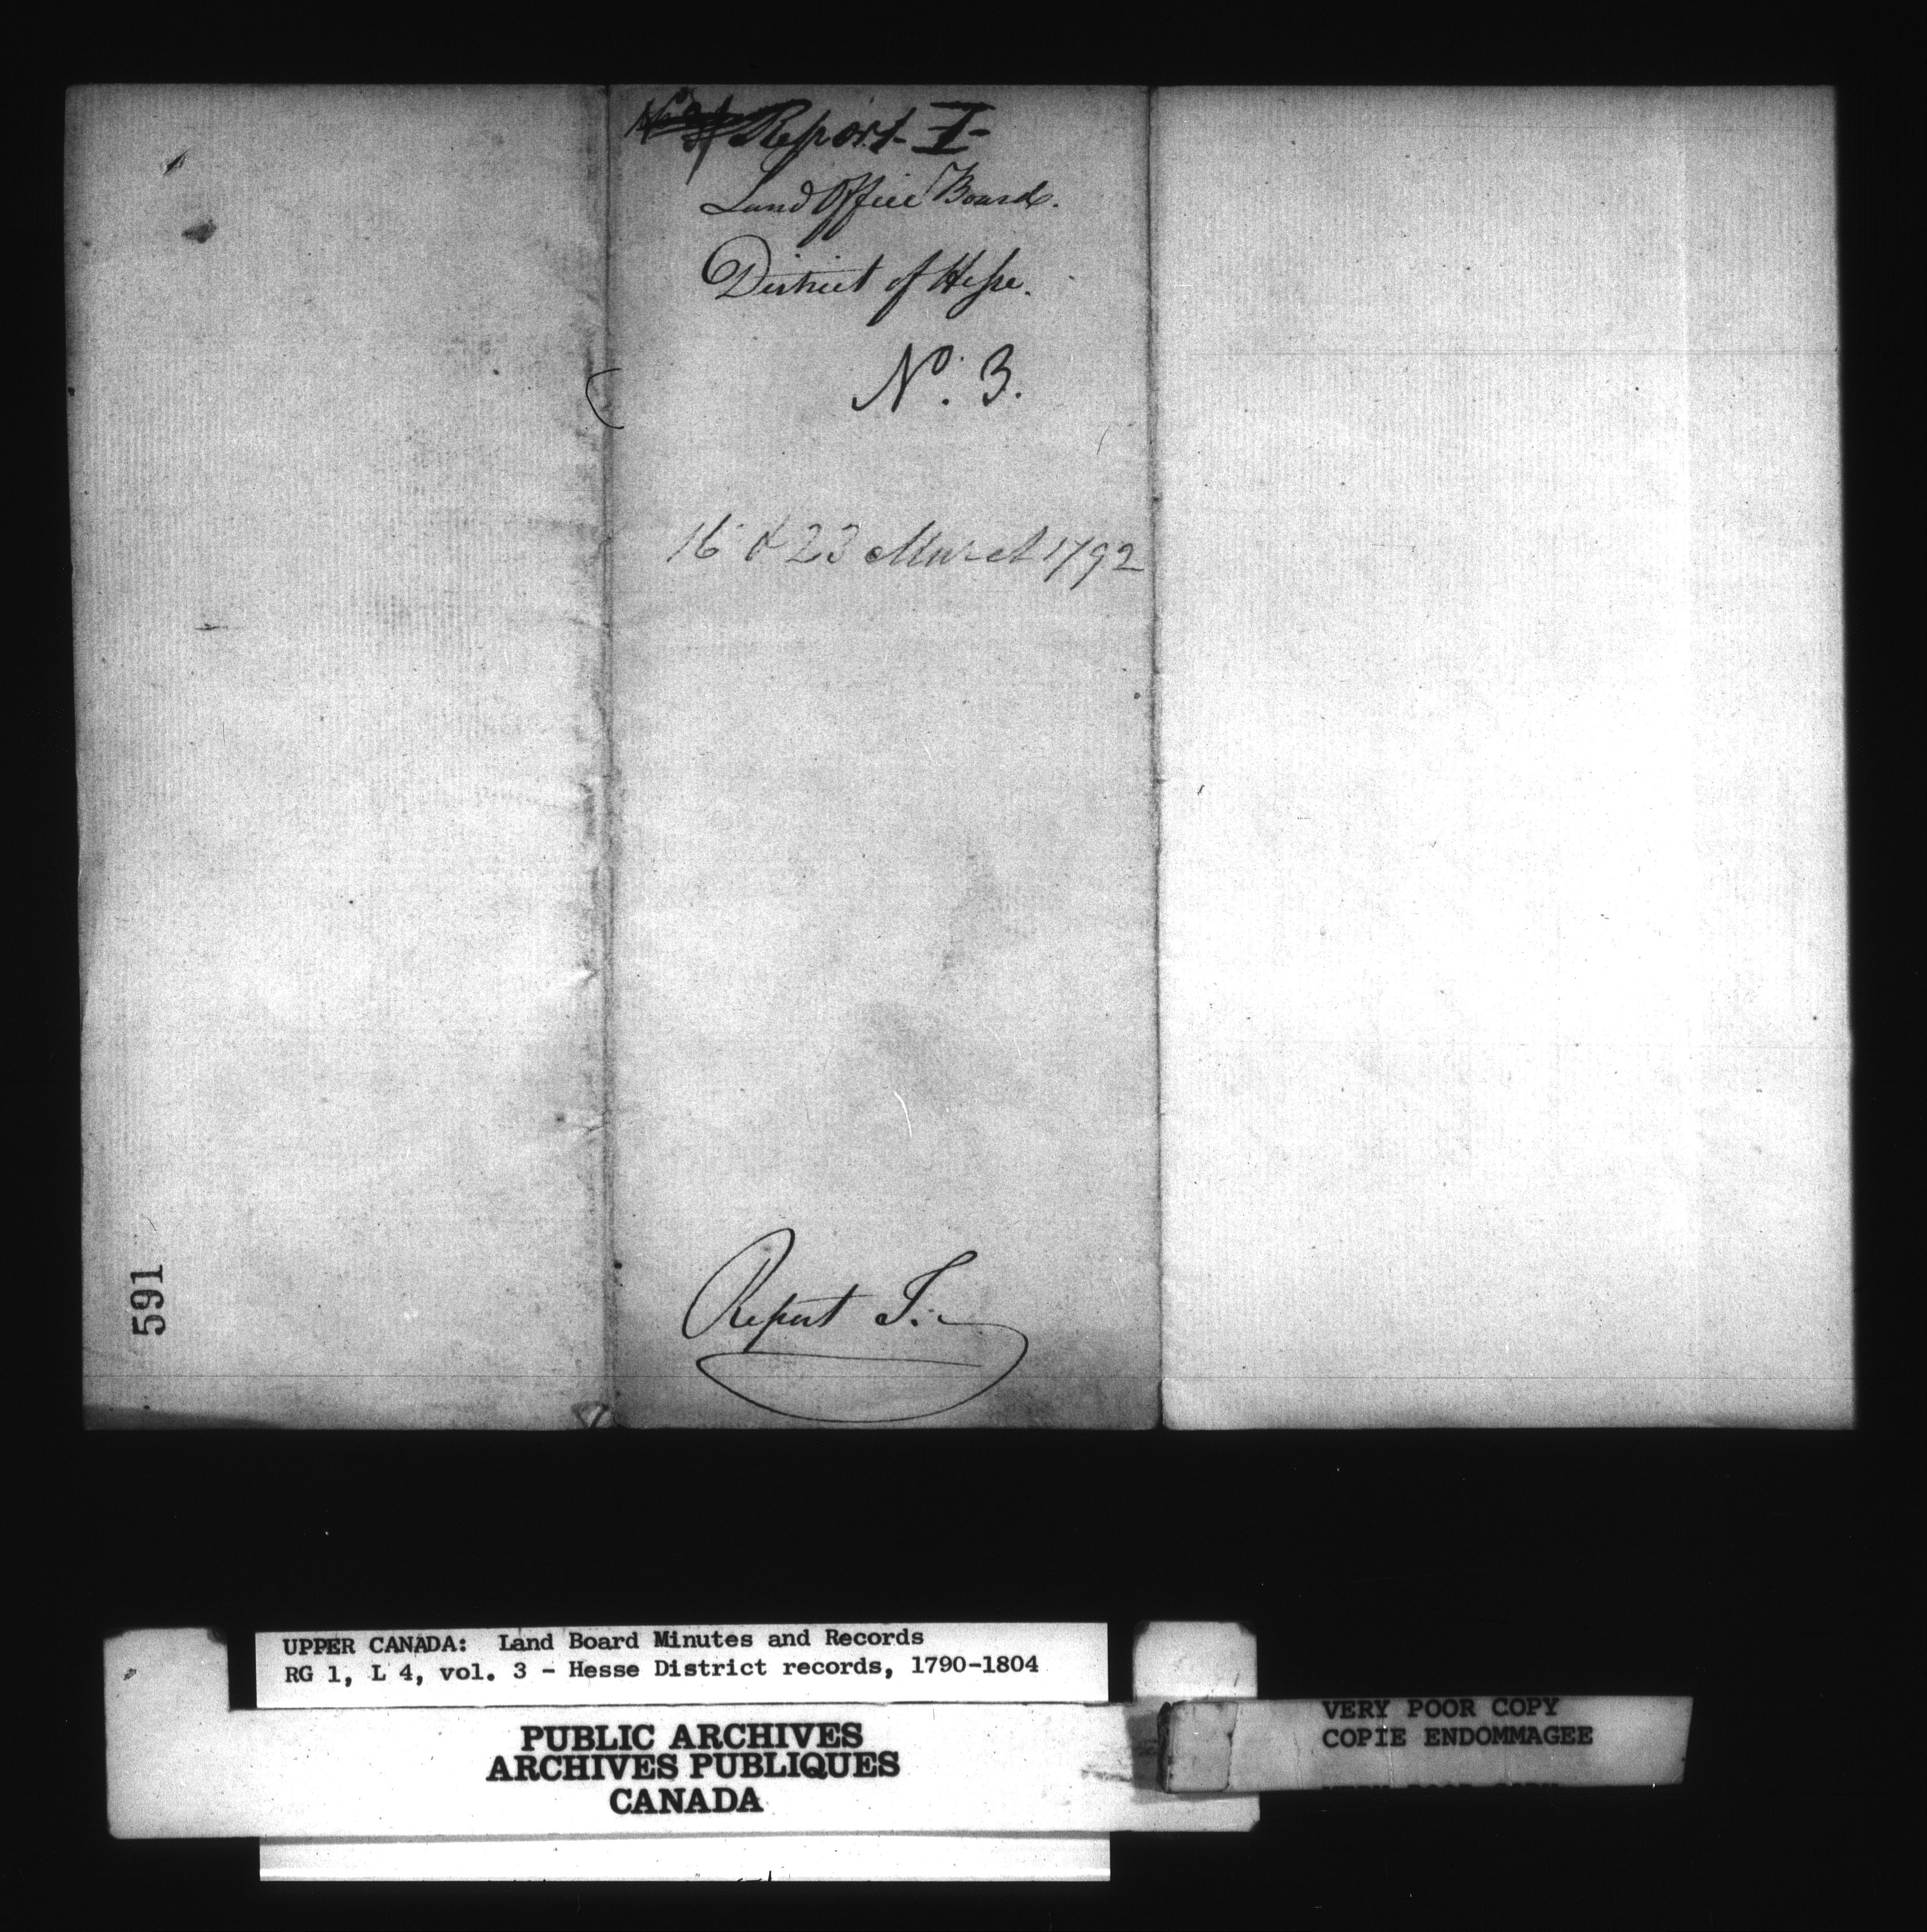 Report I
Land Office Board.
District of Hesse.
No. 3.
16 & 23 March 1792
Report I.
591
UPPER CANADA: Land Board Minutes and Records
RG 1, L 4, vol. 3 - Hesse District records, 1790-1804
PUBLIC ARCHIVES
ARCHIVES PUBLIQUES
CANADA
VERY POOR COPY
COPIE ENDOMMAGEE